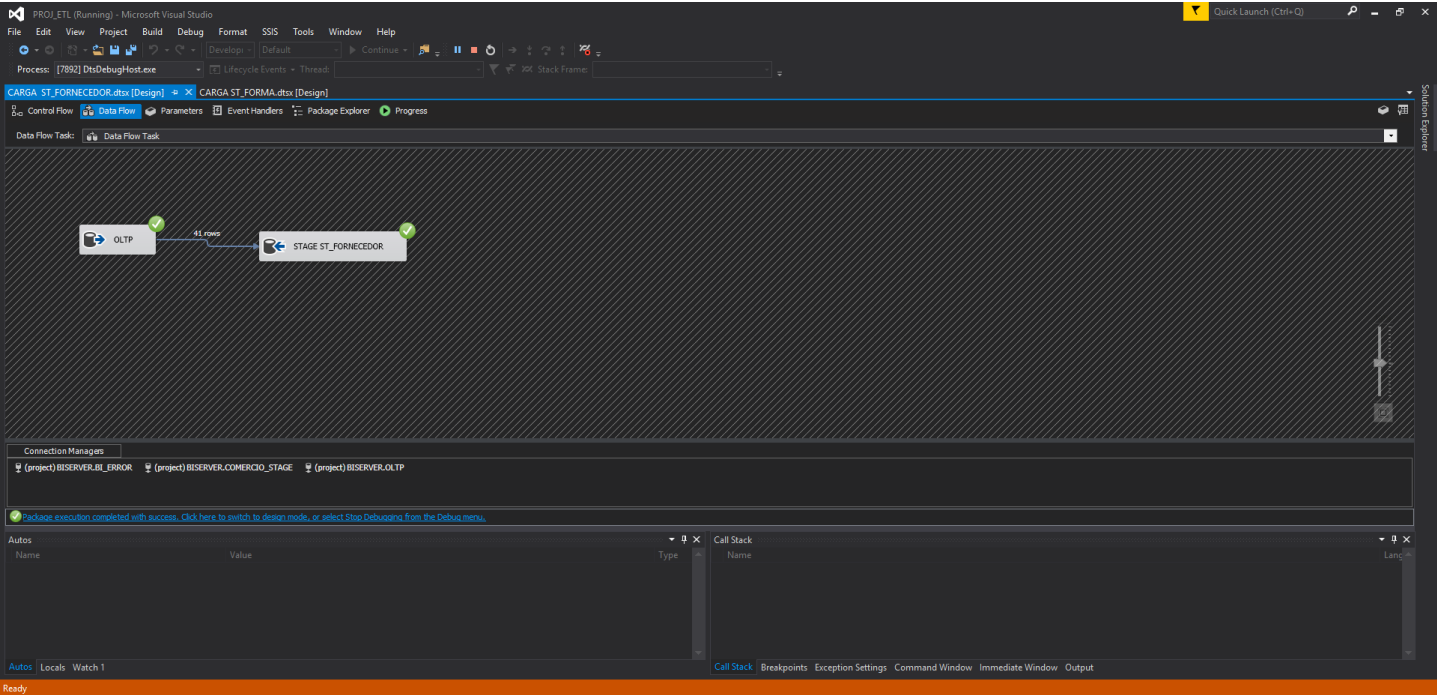 PROJ_ETL (Running) - Microsoft Visual Studio
Quick Launch (Ctrl+Q)
File Edit View Project Build Debug Format SSIS Tools Window Help
Develop Default Continue
Process: [7892] DtsDebugHost.exe Lifecycle Events Thread: Stack Frame:
CARGA ST_FORNECEDOR.dtsx [Design] CARGA ST_FORMA.dtsx [Design]
Control Flow Data Flow Parameters Event Handlers Package Explorer Progress
Data Flow Task: Data Flow Task
Solution Explorer
OLTP
41 rows
STAGE ST_FORNECEDOR
Connection Managers
(project) BISERVER.BI_ERROR (project) BISERVER.COMERCIO_STAGE (project) BISERVER.OLTP
Package execution completed with success. Click here to switch to design mode, or select Stop Debugging from the Debug menu.
Autos
Name Value Type
Call Stack
Name Lang
Autos Locals Watch 1
Call Stack Breakpoints Exception Settings Command Window Immediate Window Output
Ready